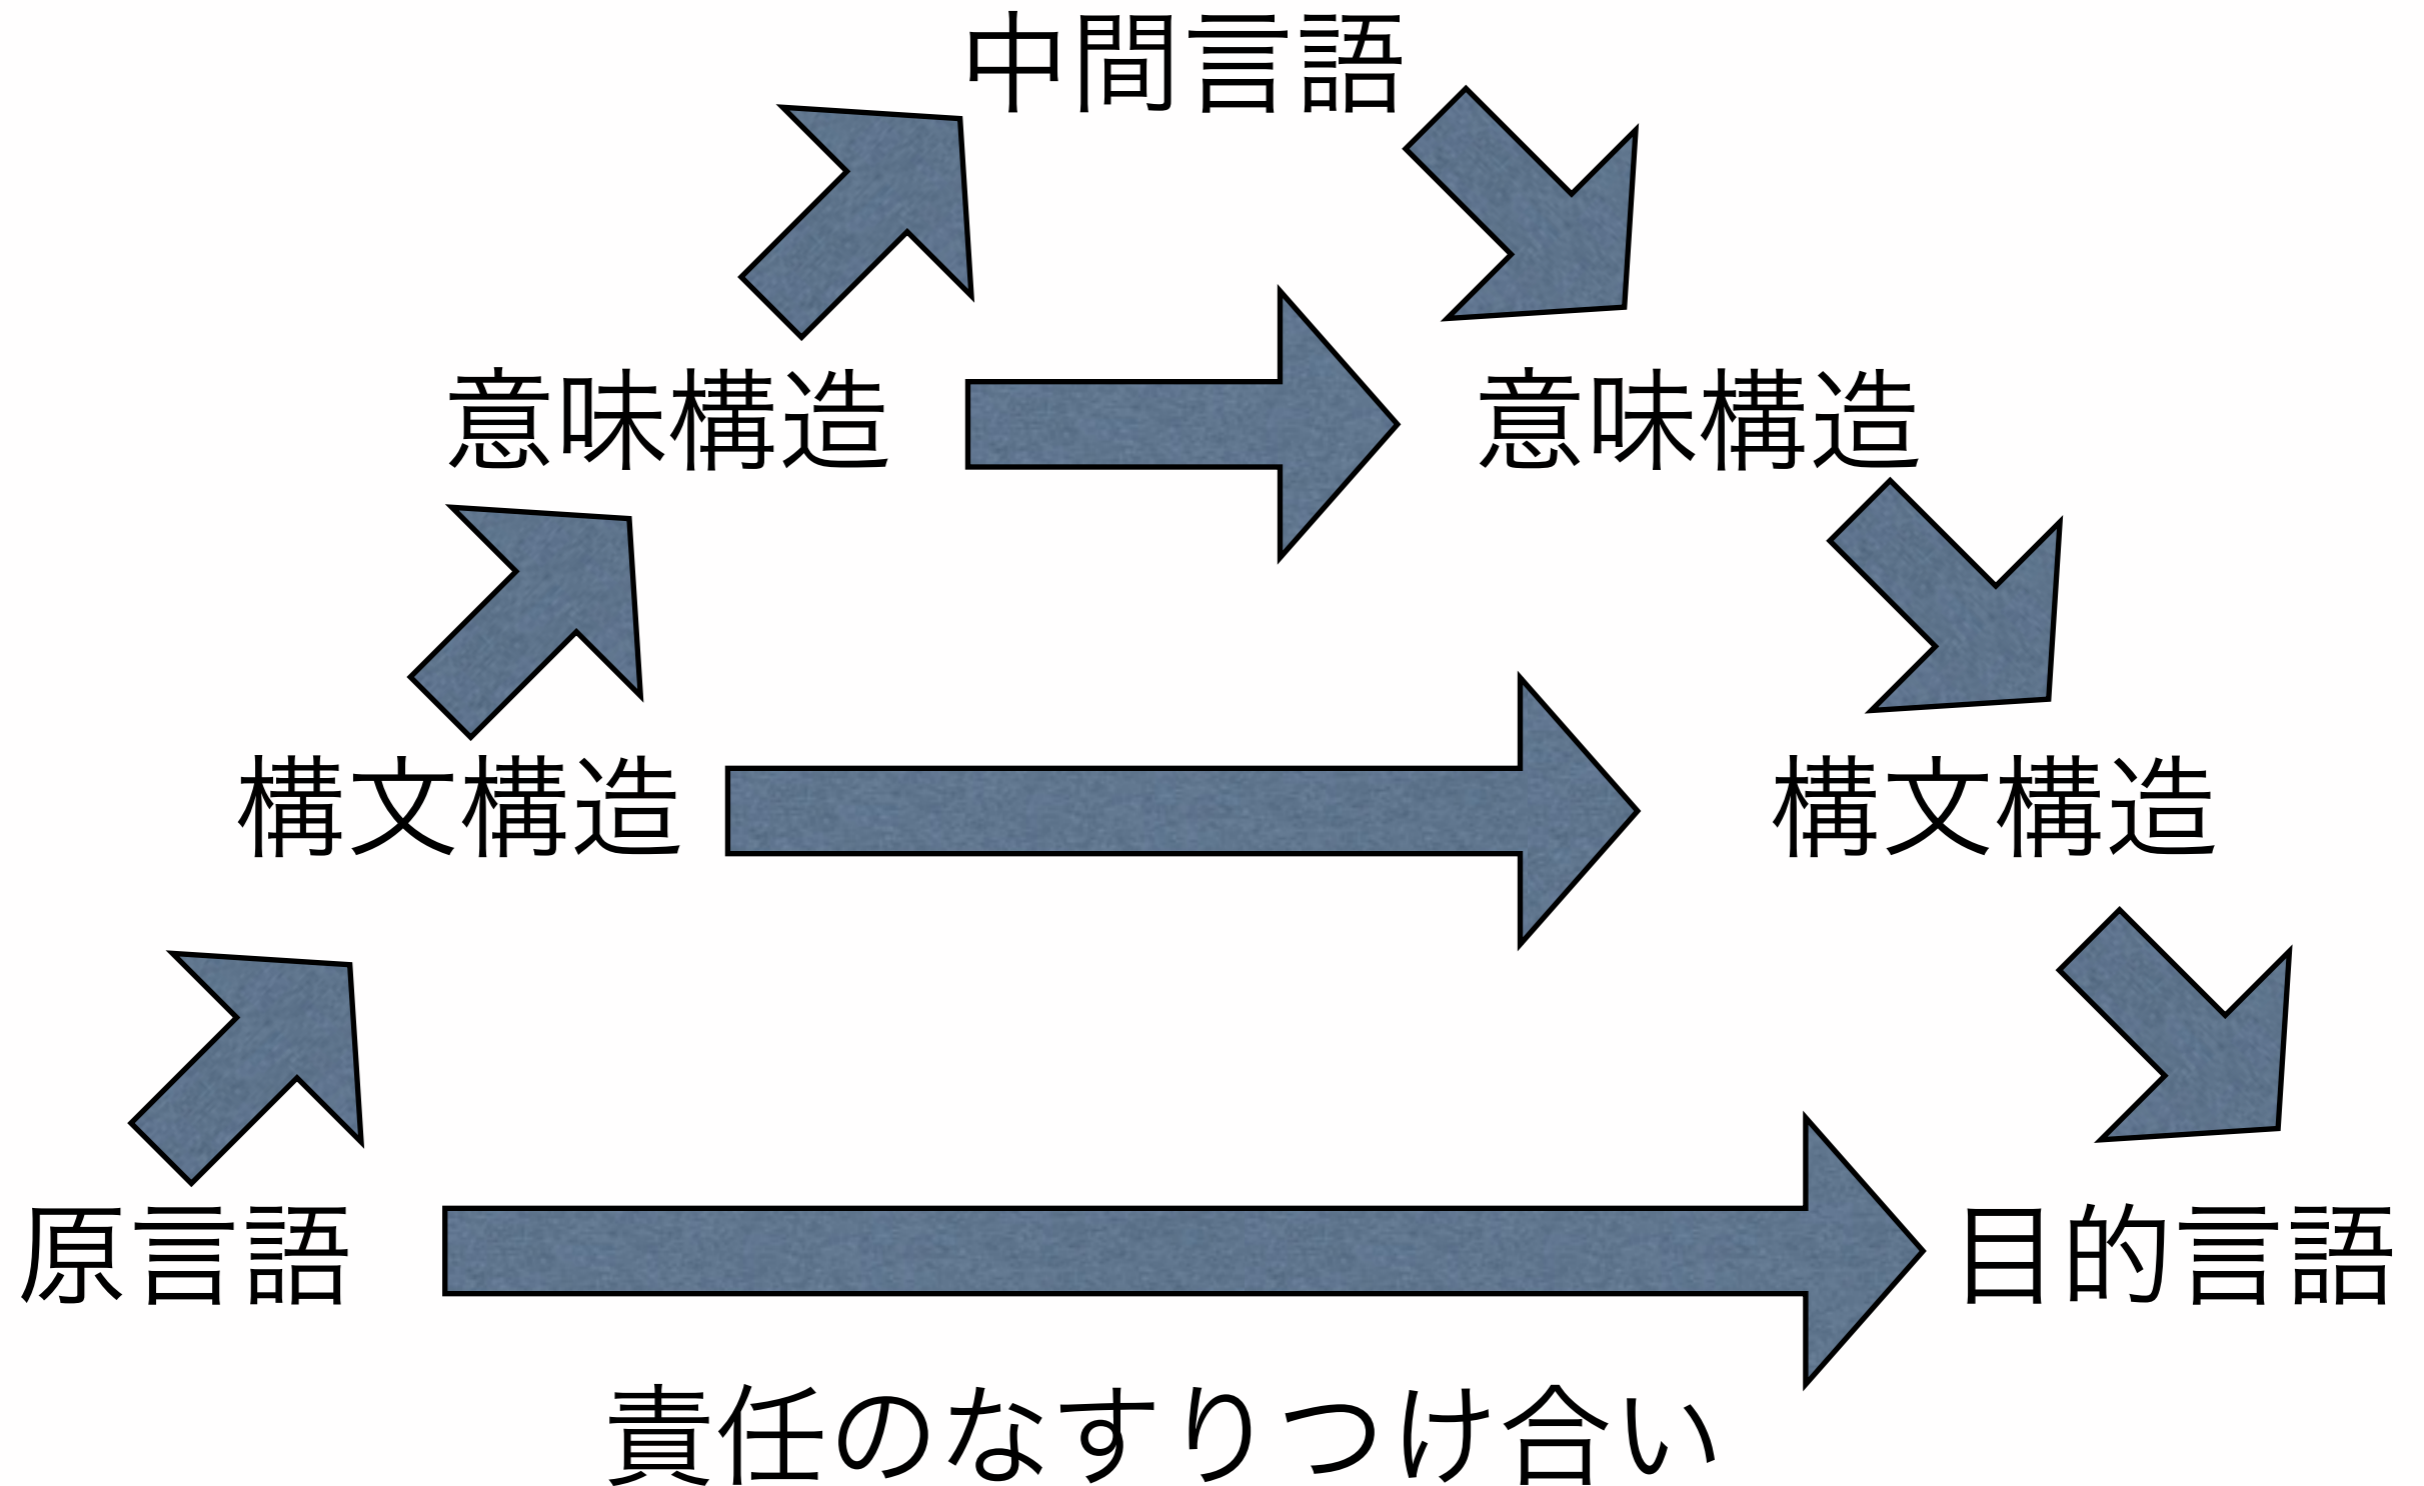 中間言語
意味構造
意味構造
構文構造
構文構造
原言語
目的言語
責任のなすりつけ合い